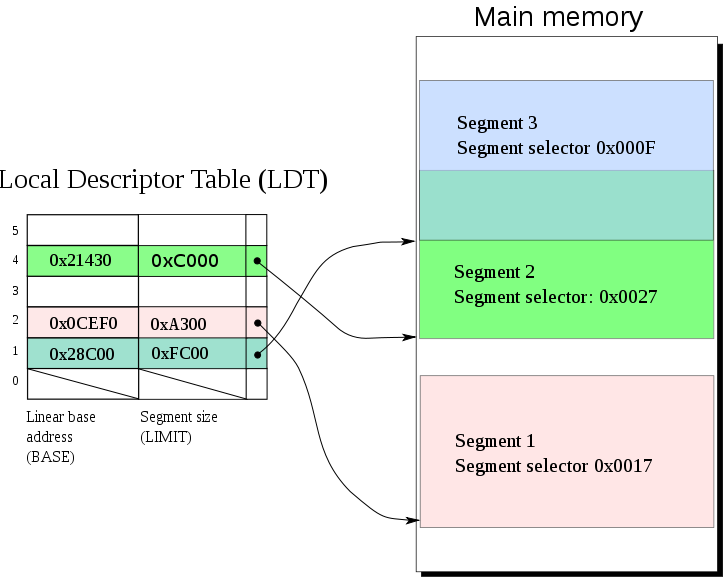 Main memory
Segment 3
Segment selector 0x000F
Local Descriptor Table (LDT)
5
4 0x21430 0xC000
3
2 0x0CEF0 0xA300
1 0x28C00 0xFC00
0
Linear base
address
(BASE)
Segment size
(LIMIT)
Segment 2
Segment selector: 0x0027
Segment 1
Segment selector 0x0017